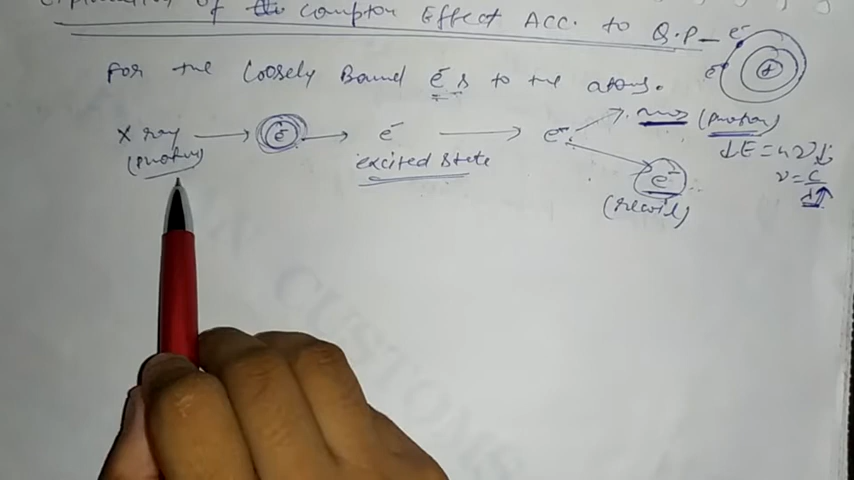 Explanation of the Compton Effect Acc. to Q.P—
For the Loosely Bound e⁻s to the atoms.
X ray → e⁻ → e⁻ → e⁻ (photon)
(photon) excited state e⁻
(recoil)
↓E = hν↓
ν = c/λ↑
e⁻
e⁻
+